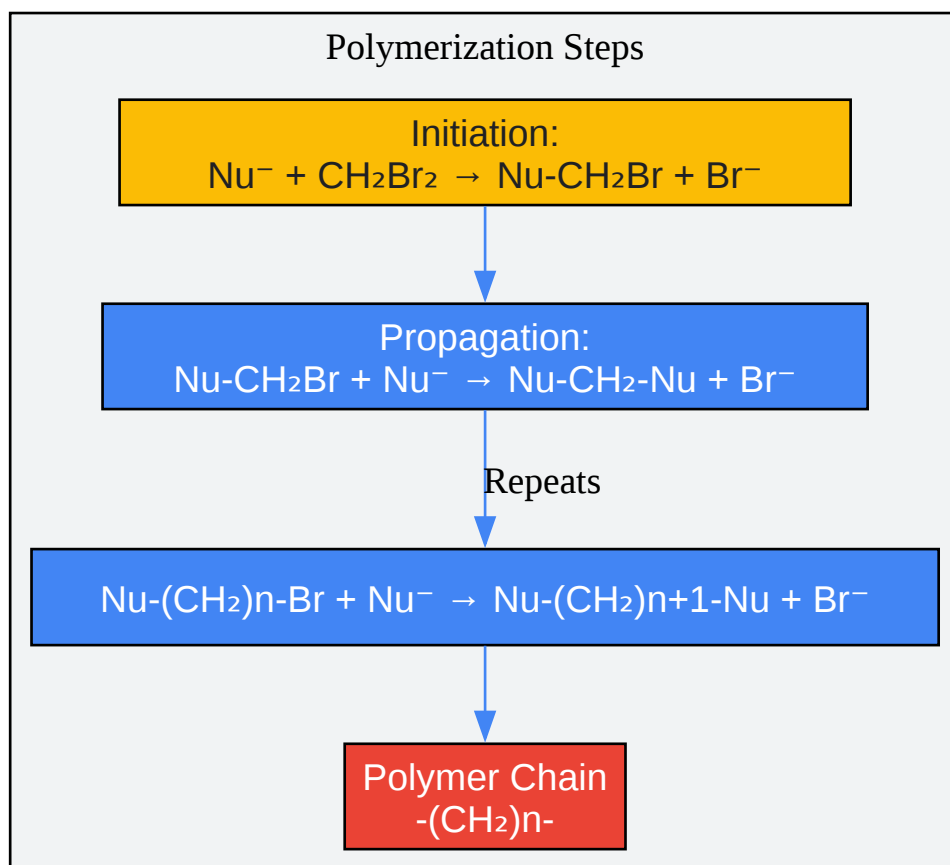 Polymerization Steps
Initiation:
Nu⁻ + CH₂Br₂ → Nu-CH₂Br + Br⁻
Propagation:
Nu-CH₂Br + Nu⁻ → Nu-CH₂-Nu + Br⁻
Repeats
Nu-(CH₂)n-Br + Nu⁻ → Nu-(CH₂)n+1-Nu + Br⁻
Polymer Chain
-(CH₂)n-